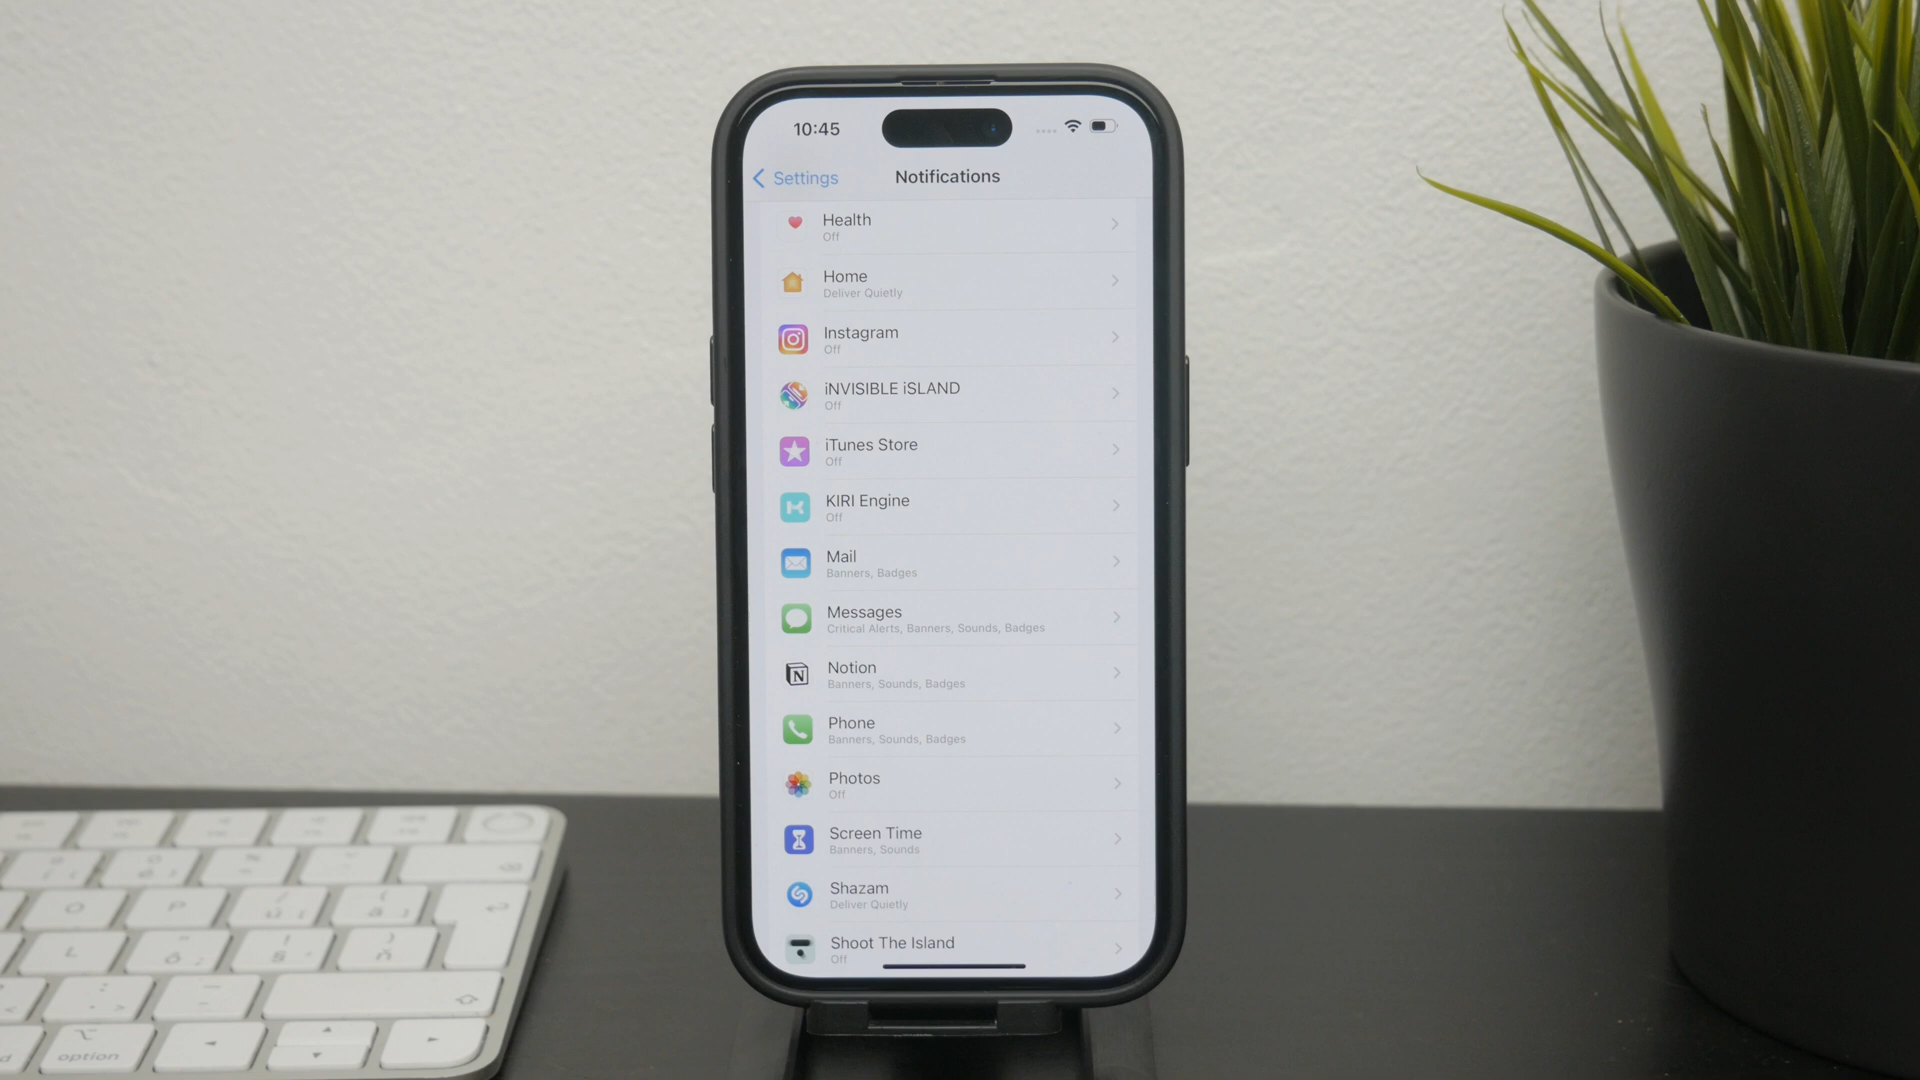 10:45
Settings
Notifications
Health
Off
Home
Deliver Quietly
Instagram
Off
iNVISIBLE iSLAND
Off
iTunes Store
Off
KIRI Engine
Off
Mail
Banners, Badges
Messages
Critical Alerts, Banners, Sounds, Badges
N
Notion
Banners, Sounds, Badges
Phone
Banners, Sounds, Badges
Photos
Off
Screen Time
Banners, Sounds
Shazam
Deliver Quietly
Shoot The Island
Off
O P
L
option